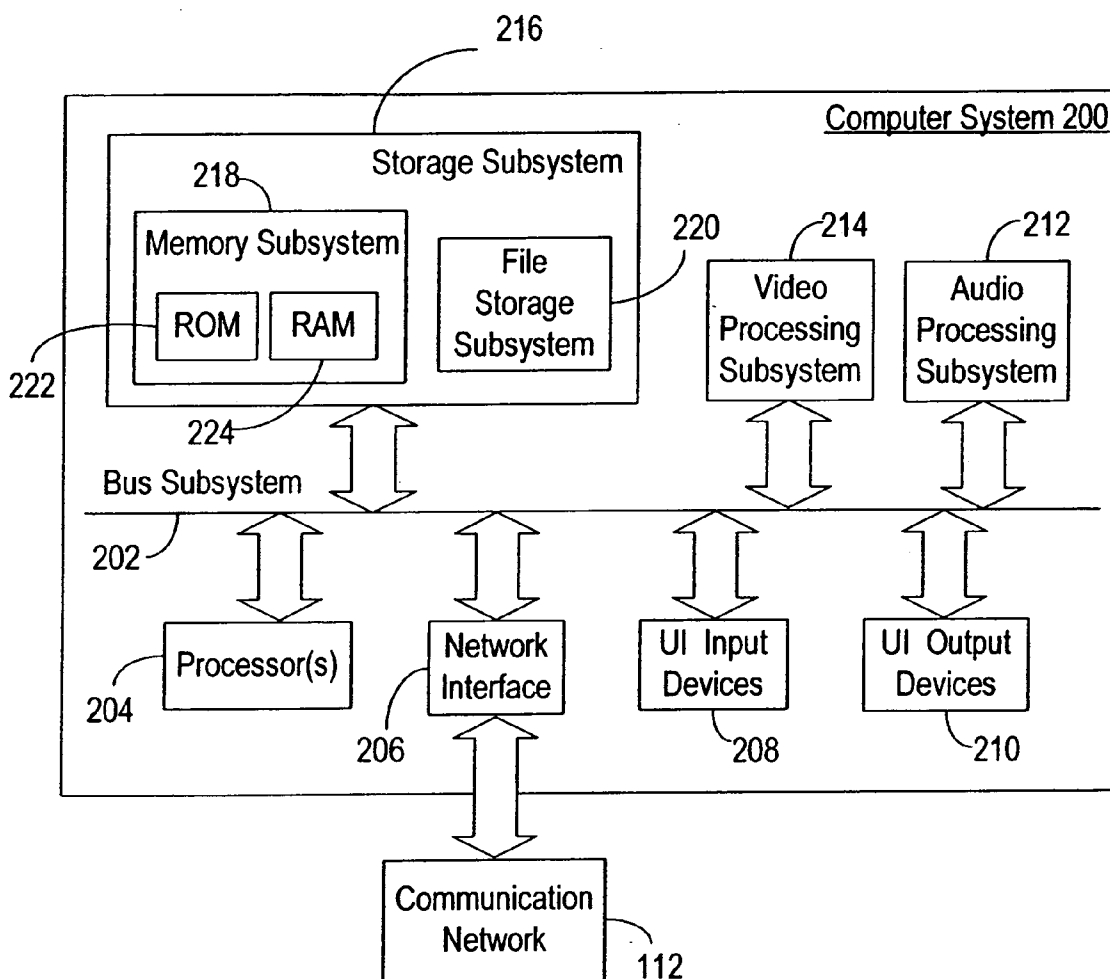 216
Computer System 200
Storage Subsystem
218
Memory Subsystem
ROM
RAM
222
224
File
Storage
Subsystem
220
214
Video
Processing
Subsystem
212
Audio
Processing
Subsystem
Bus Subsystem
202
Processor(s)
204
Network
Interface
206
UI Input
Devices
208
UI Output
Devices
210
Communication
Network
112